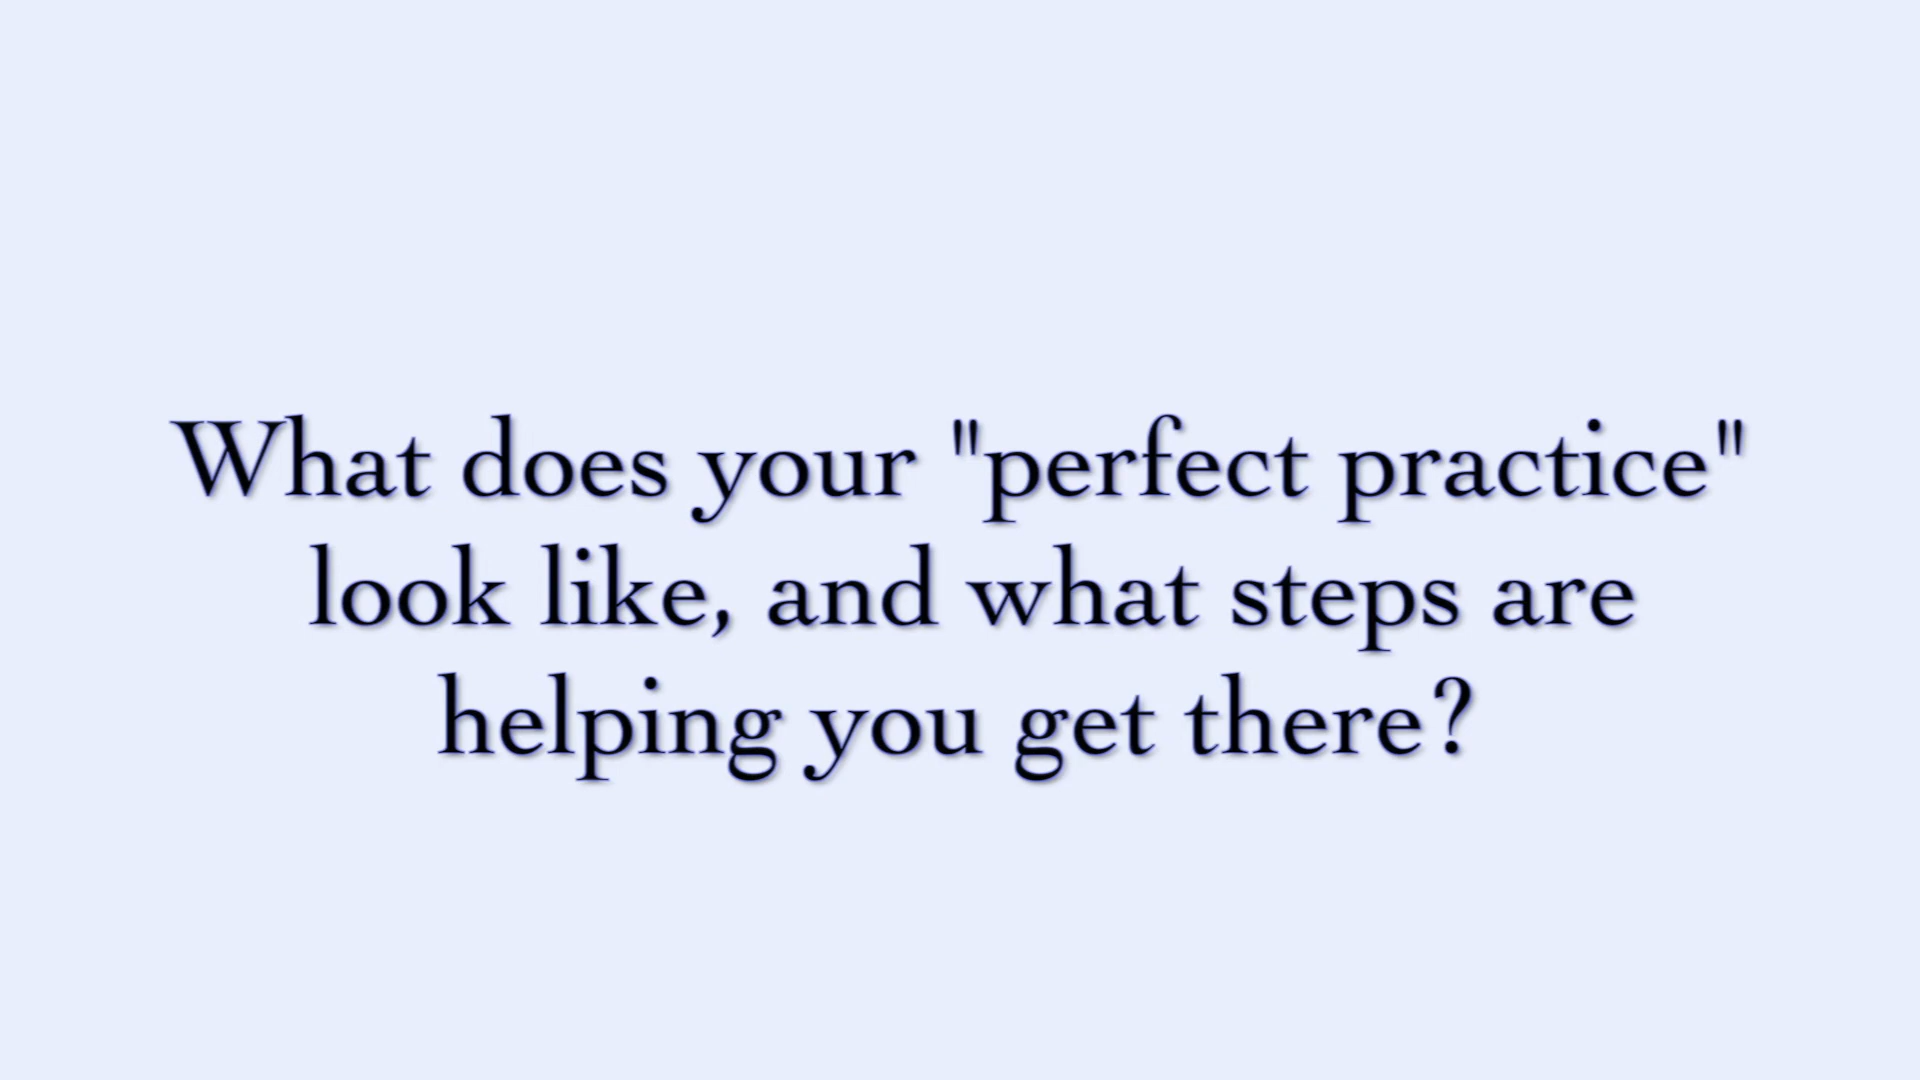 What does your "perfect practice"
look like, and what steps are
helping you get there?